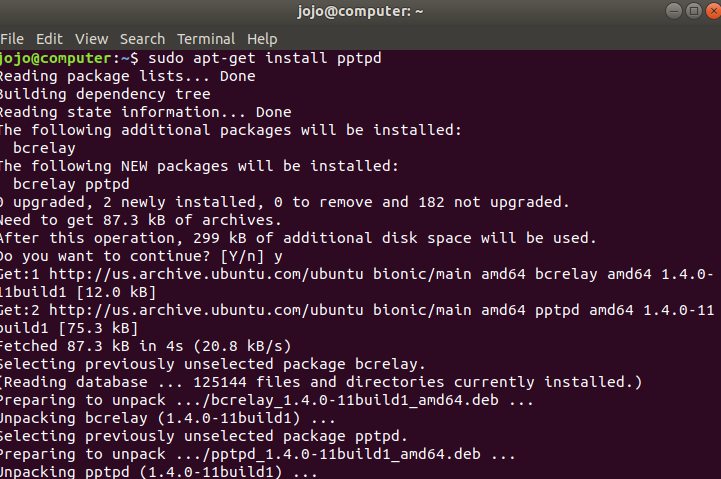 jojo@computer: ~
File Edit View Search Terminal Help
jojo@computer:~$ sudo apt-get install pptpd
Reading package lists... Done
Building dependency tree
Reading state information... Done
The following additional packages will be installed:
  bcrelay
The following NEW packages will be installed:
  bcrelay pptpd
0 upgraded, 2 newly installed, 0 to remove and 182 not upgraded.
Need to get 87.3 kB of archives.
After this operation, 299 kB of additional disk space will be used.
Do you want to continue? [Y/n] y
Get:1 http://us.archive.ubuntu.com/ubuntu bionic/main amd64 bcrelay amd64 1.4.0-
11build1 [12.0 kB]
Get:2 http://us.archive.ubuntu.com/ubuntu bionic/main amd64 pptpd amd64 1.4.0-11
build1 [75.3 kB]
Fetched 87.3 kB in 4s (20.8 kB/s)
Selecting previously unselected package bcrelay.
(Reading database ... 125144 files and directories currently installed.)
Preparing to unpack .../bcrelay_1.4.0-11build1_amd64.deb ...
Unpacking bcrelay (1.4.0-11build1) ...
Selecting previously unselected package pptpd.
Preparing to unpack .../pptpd_1.4.0-11build1_amd64.deb ...
Unpacking pptpd (1.4.0-11build1) ...